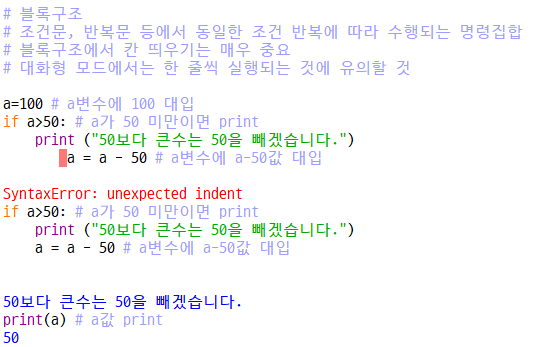 # 블록구조
# 조건문, 반복문 등에서 동일한 조건 반복에 따라 수행되는 명령집합
# 블록구조에서 칸 띄우기는 매우 중요
# 대화형 모드에서는 한 줄씩 실행되는 것에 유의할 것
a=100 # a변수에 100 대입
if a>50: # a가 50 미만이면 print
    print ("50보다 큰수는 50을 빼겠습니다.")
        a = a - 50 # a변수에 a-50값 대입
SyntaxError: unexpected indent
if a>50: # a가 50 미만이면 print
    print ("50보다 큰수는 50을 빼겠습니다.")
    a = a - 50 # a변수에 a-50값 대입
50보다 큰수는 50을 빼겠습니다.
print(a) # a값 print
50